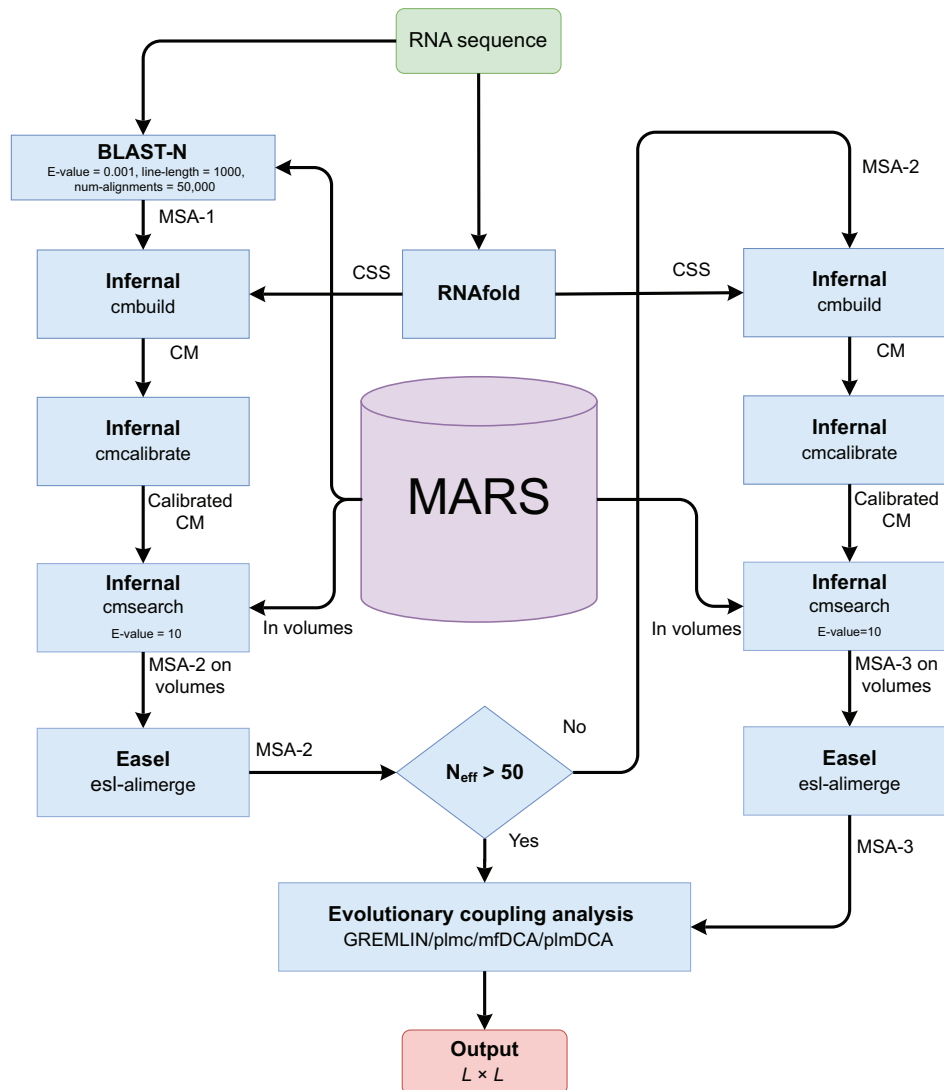 RNA sequence
BLAST-N
E-value = 0.001, line-length = 1000,
num-alignments = 50,000
MSA-1
MSA-2
Infernal
cmbuild
CSS
RNAfold
CSS
Infernal
cmbuild
CM
CM
Infernal
cmcalibrate
MARS
Infernal
cmcalibrate
Calibrated
CM
Calibrated
CM
Infernal
cmsearch
E-value = 10
In volumes
In volumes
Infernal
cmsearch
E-value=10
MSA-2 on
volumes
MSA-3 on
volumes
Easel
esl-alimerge
MSA-2
N_eff > 50
No
Yes
Easel
esl-alimerge
MSA-3
Evolutionary coupling analysis
GREMLIN/plmc/mfDCA/plmDCA
Output
L × L